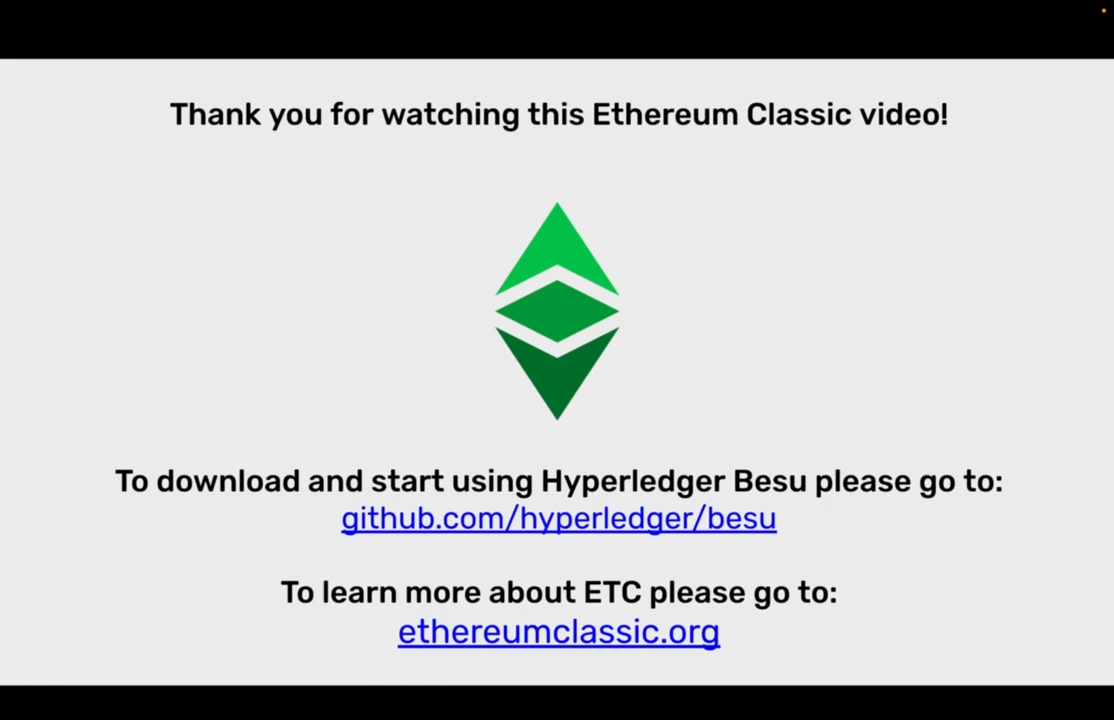 Thank you for watching this Ethereum Classic video!
To download and start using Hyperledger Besu please go to:
github.com/hyperledger/besu
To learn more about ETC please go to:
ethereumclassic.org